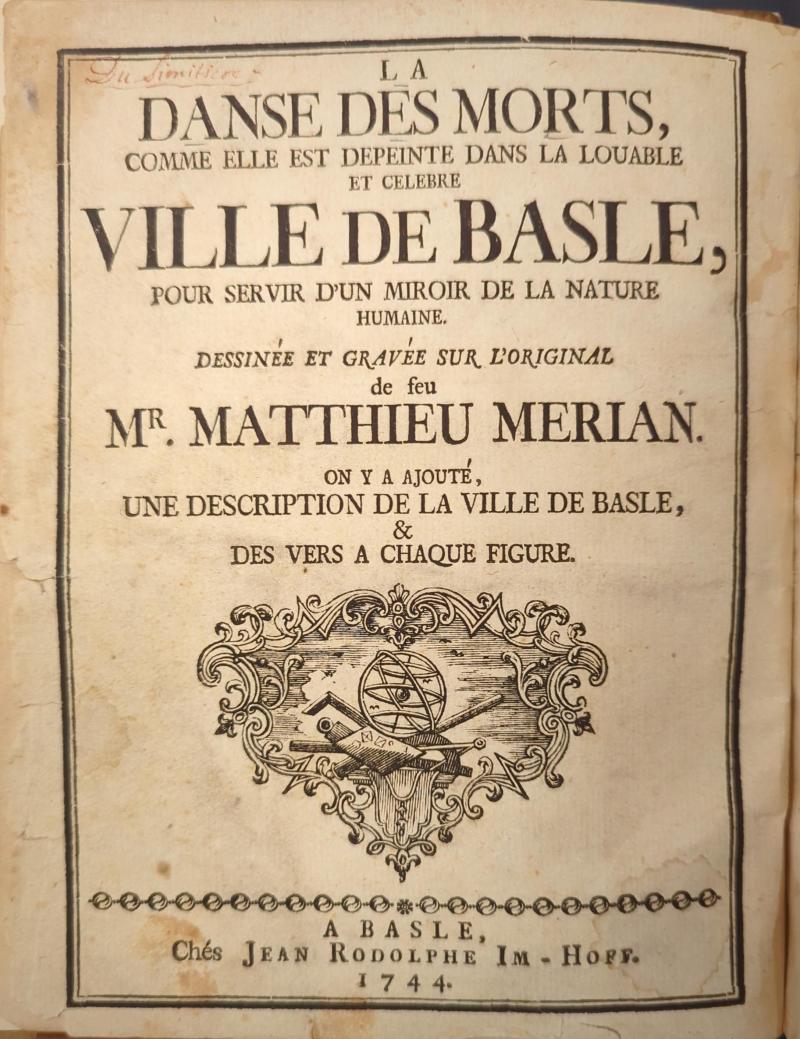 Du Simitiere
LA
DANSE DES MORTS,
COMME ELLE EST DEPEINTE DANS LA LOUABLE
ET CELEBRE
VILLE DE BASLE,
POUR SERVIR D'UN MIROIR DE LA NATURE
HUMAINE.
DESSINÉE ET GRAVÉE SUR L'ORIGINAL
de feu
MR. MATTHIEU MERIAN.
ON Y A AJOUTÉ,
UNE DESCRIPTION DE LA VILLE DE BASLE,
&
DES VERS A CHAQUE FIGURE.
A BASLE,
Chés JEAN RODOLPHE IM-HOFF.
1744.